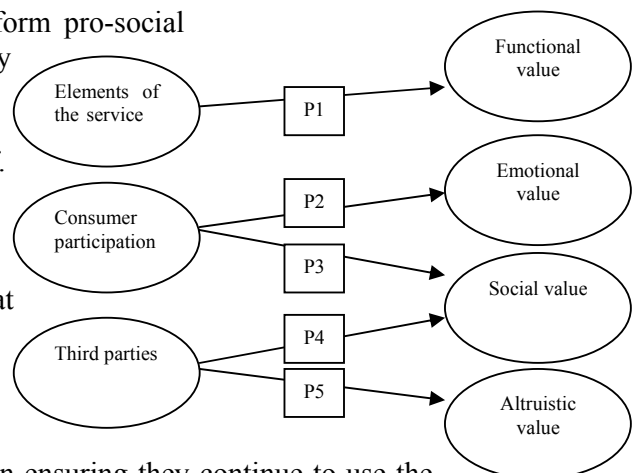 form pro-social
y
Functional
value
Elements of
the service
P1
.
Emotional
value
P2
Consumer
participation
P3
Social value
at
P4
Third parties
P5
Altruistic
value
n ensuring they continue to use the